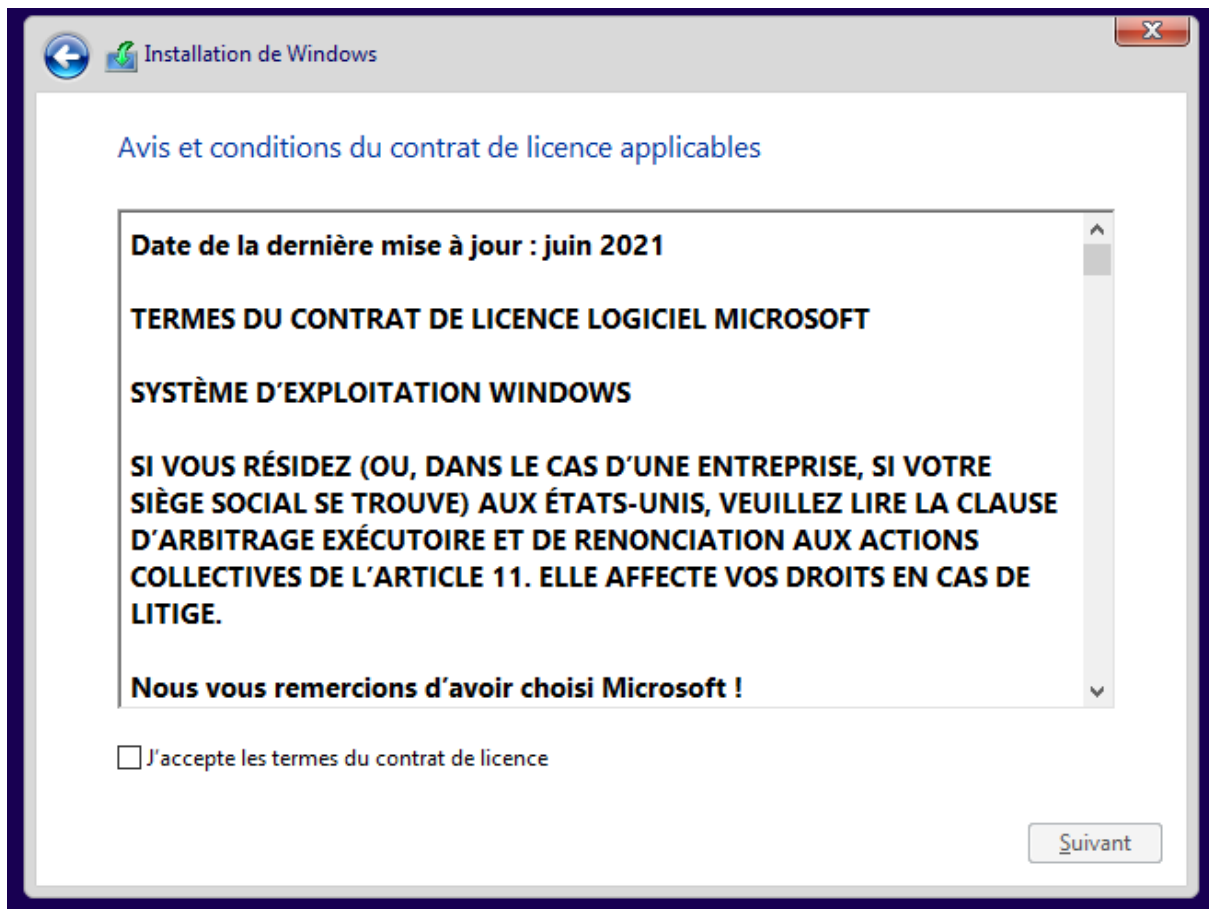 Installation de Windows
Avis et conditions du contrat de licence applicables
Date de la dernière mise à jour : juin 2021
TERMES DU CONTRAT DE LICENCE LOGICIEL MICROSOFT
SYSTÈME D’EXPLOITATION WINDOWS
SI VOUS RÉSIDEZ (OU, DANS LE CAS D’UNE ENTREPRISE, SI VOTRE
SIÈGE SOCIAL SE TROUVE) AUX ÉTATS-UNIS, VEUILLEZ LIRE LA CLAUSE
D’ARBITRAGE EXÉCUTOIRE ET DE RENONCIATION AUX ACTIONS
COLLECTIVES DE L’ARTICLE 11. ELLE AFFECTE VOS DROITS EN CAS DE
LITIGE.
Nous vous remercions d’avoir choisi Microsoft !
J’accepte les termes du contrat de licence
Suivant